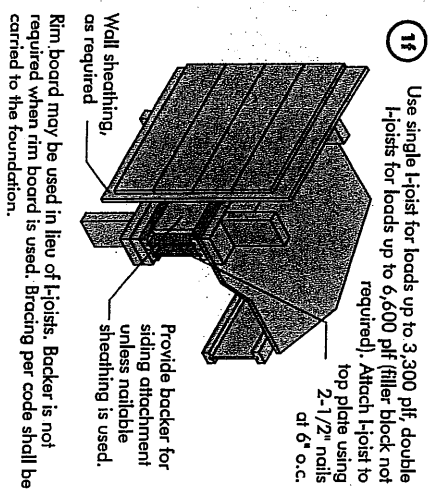 1f
Use single I-joist for loads up to 3,300 plf, double
I-joists for loads up to 6,600 plf (filler block not
required). Attach I-joist to
top plate using
2-1/2" nails
at 6" o.c.
Wall sheathing,
as required
Provide backer for
siding attachment
unless nailable
sheathing is used.
Rim board may be used in lieu of I-joists. Backer is not
required when rim board is used. Bracing per code shall be
carried to the foundation.